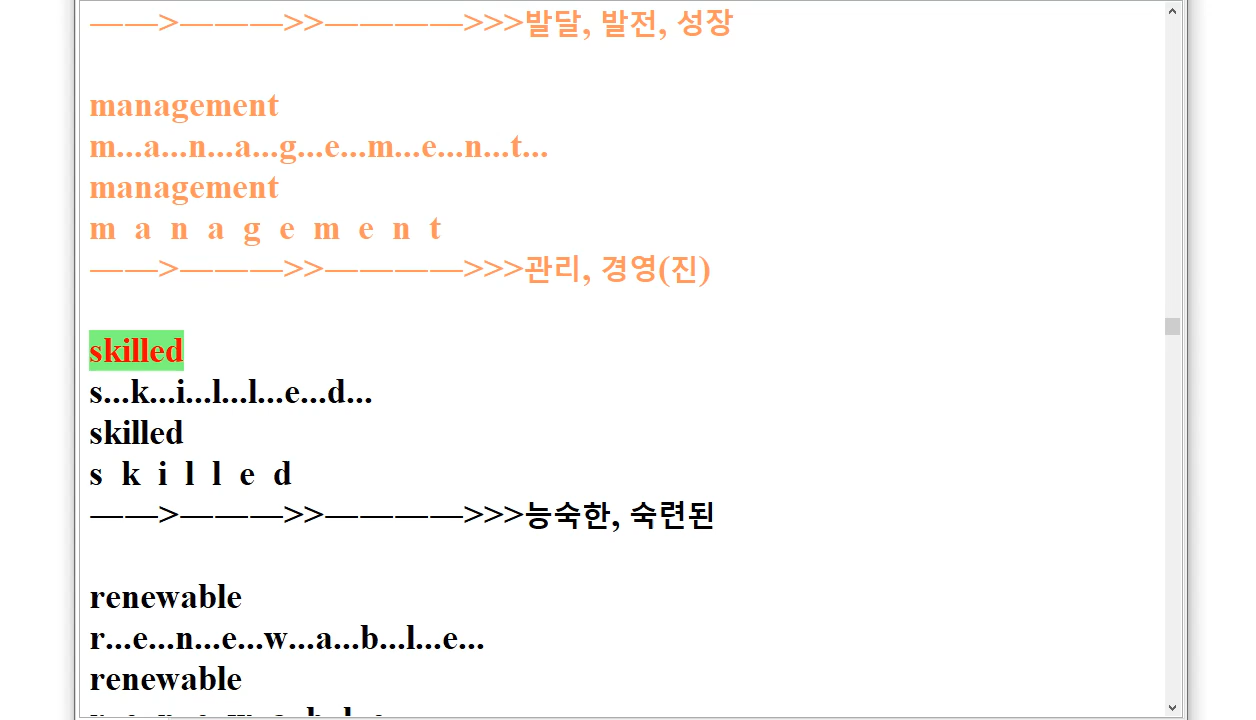 ——>———>>————>>>발달, 발전, 성장
management
m...a...n...a...g...e...m...e...n...t...
management
m a n a g e m e n t
——>———>>————>>>관리, 경영(진)
skilled
s...k...i...l...l...e...d...
skilled
s k i l l e d
——>———>>————>>>능숙한, 숙련된
renewable
r...e...n...e...w...a...b...l...e...
renewable